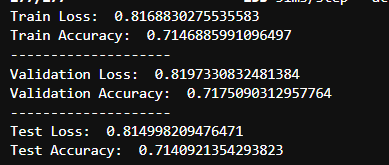 Train Loss:  0.8168830275535583
Train Accuracy:  0.7146885991096497
--------------------
Validation Loss:  0.8197330832481384
Validation Accuracy:  0.7175090312957764
--------------------
Test Loss:  0.814998209476471
Test Accuracy:  0.7140921354293823